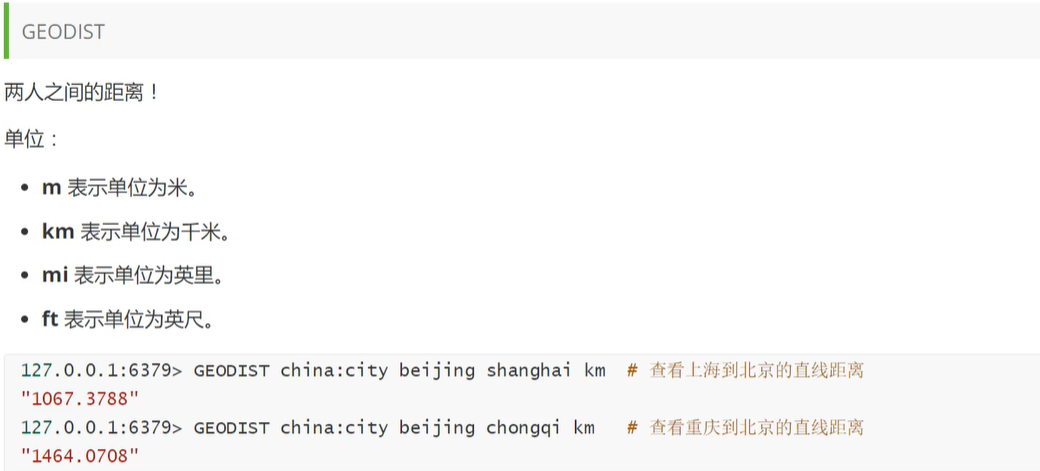 GEODIST
两人之间的距离！
单位：
m 表示单位为米。
km 表示单位为千米。
mi 表示单位为英里。
ft 表示单位为英尺。
127.0.0.1:6379> GEODIST china:city beijing shanghai km  # 查看上海到北京的直线距离
"1067.3788"
127.0.0.1:6379> GEODIST china:city beijing chongqi km   # 查看重庆到北京的直线距离
"1464.0708"